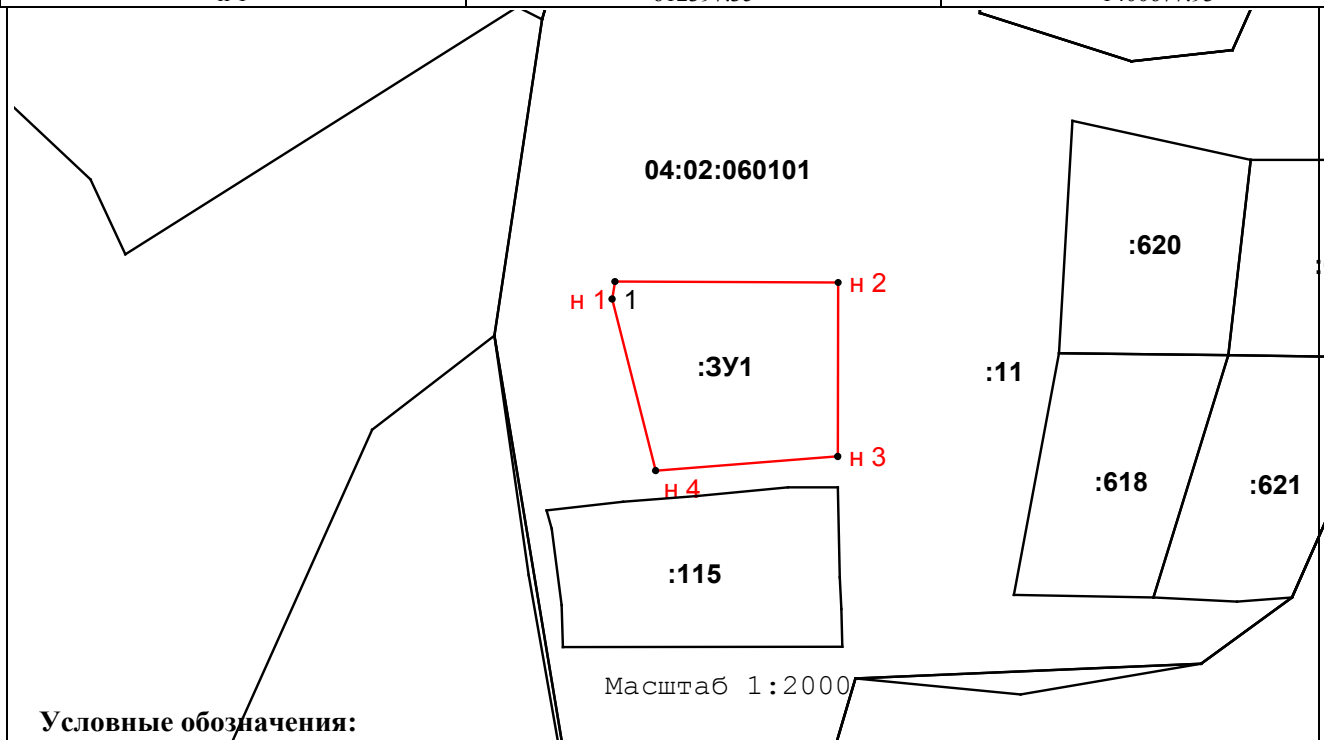 04:02:060101
:620
н 2
н 1 1
:ЗУ1
:11
н 3
:618
:621
н 4
:115
Масштаб 1:2000
Условные обозначения: